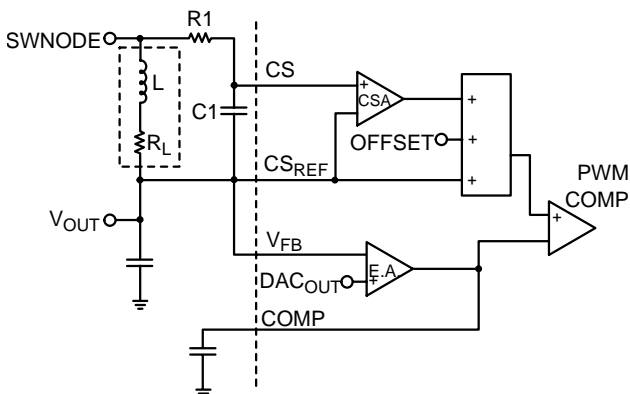 R1
SWNODE
CS
L
+
CSA
+
C1
OFFSET
+
RL
CSREF
+
PWM
COMP
+
VOUT
VFB
E.A.
DACOUT
+
COMP